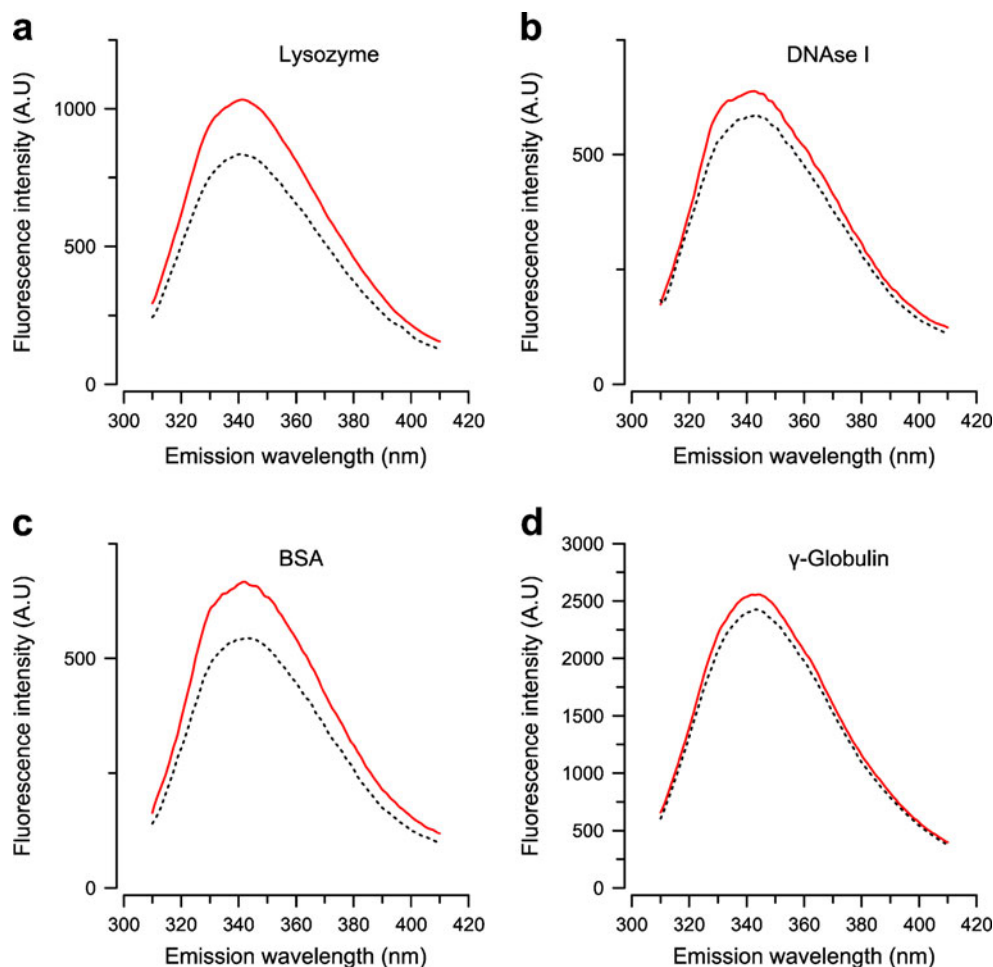 a
Lysozyme
Fluorescence intensity (A.U)
1000
500
0
300 320 340 360 380 400 420
Emission wavelength (nm)
b
DNAse I
Fluorescence intensity (A.U)
500
0
300 320 340 360 380 400 420
Emission wavelength (nm)
c
BSA
Fluorescence intensity (A.U)
500
0
300 320 340 360 380 400 420
Emission wavelength (nm)
d
γ-Globulin
Fluorescence intensity (A.U)
3000
2500
2000
1500
1000
500
0
300 320 340 360 380 400 420
Emission wavelength (nm)